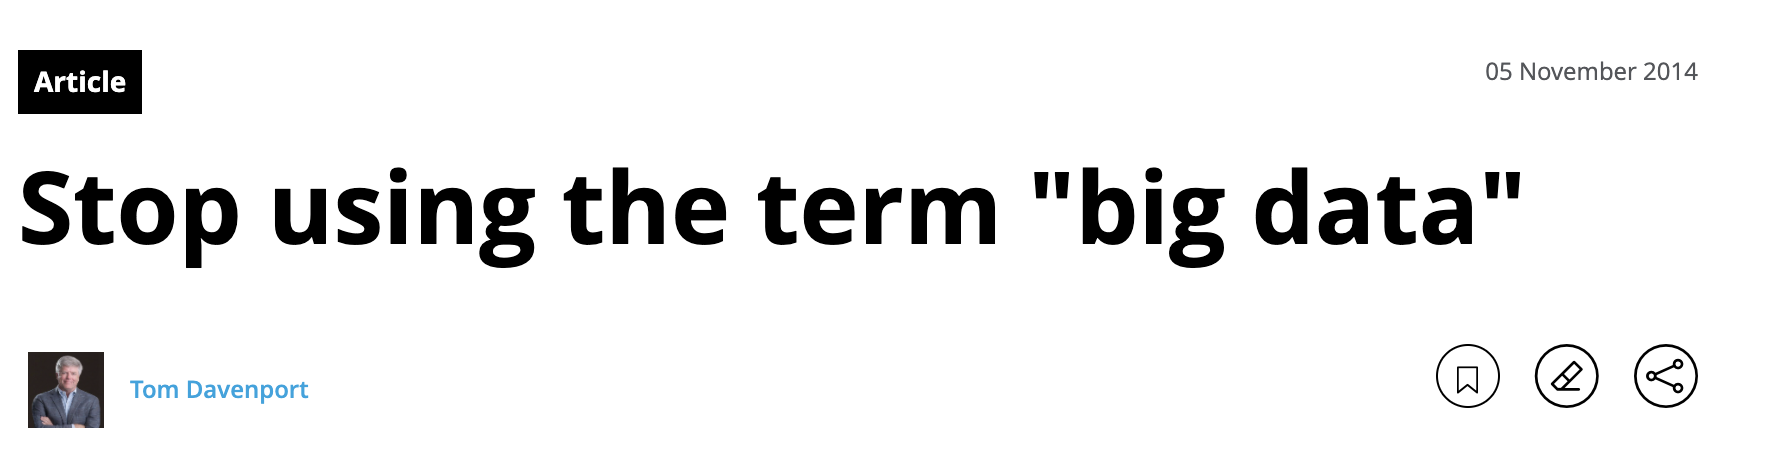 Article
05 November 2014
Stop using the term "big data"
Tom Davenport